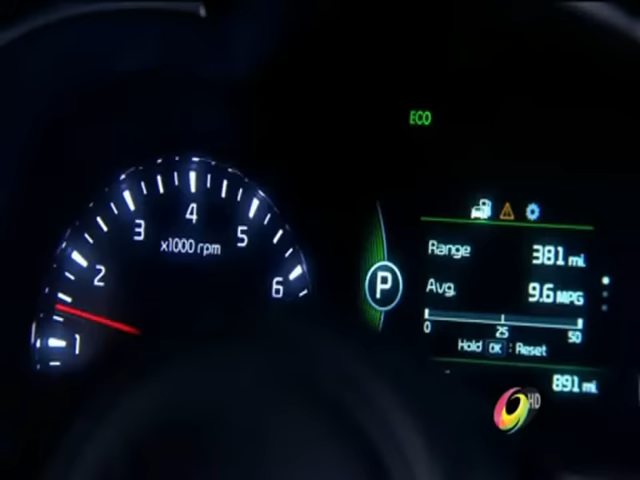 ECO
4
3
5
x1000 rpm
2
6
1
P
Range 381 mi.
Avg. 9.6 MPG
0 25 50
Hold OK : Reset
891 mi
HD